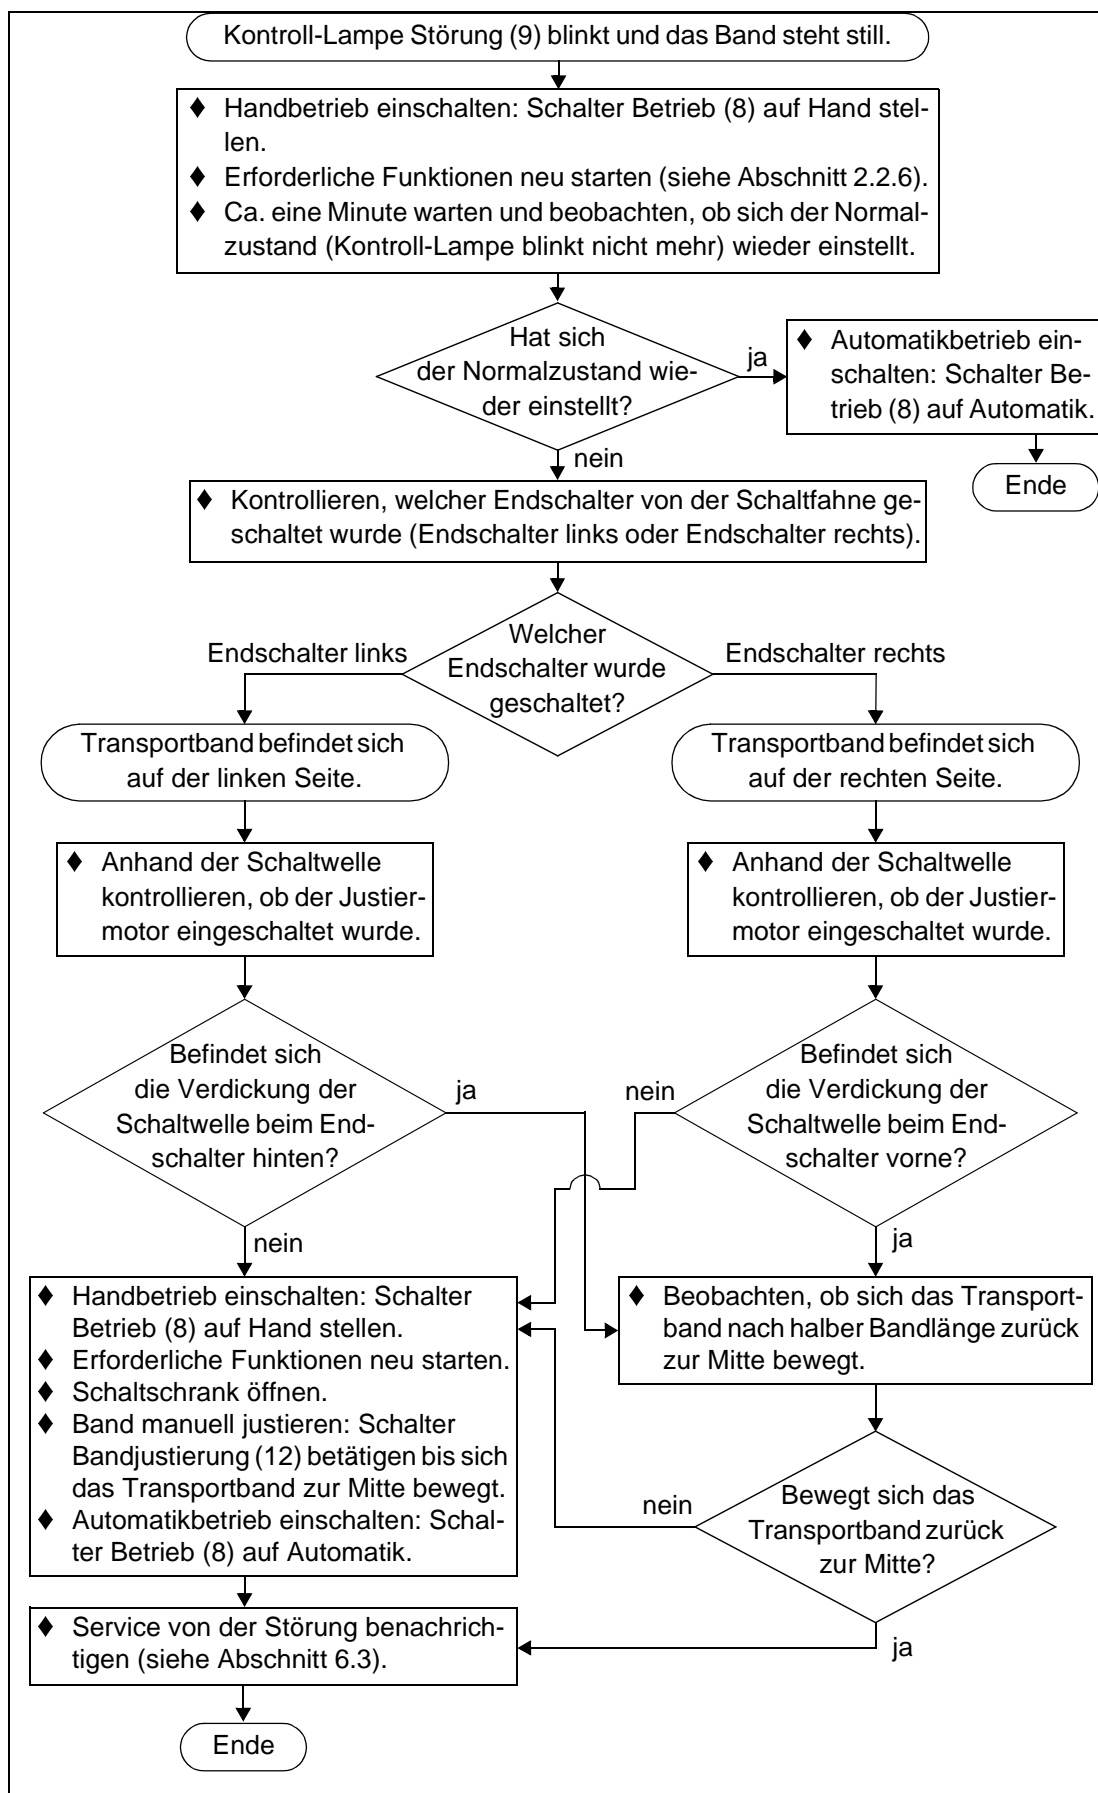 Kontroll-Lampe Störung (9) blinkt und das Band steht still.
♦ Handbetrieb einschalten: Schalter Betrieb (8) auf Hand stel-
len.
♦ Erforderliche Funktionen neu starten (siehe Abschnitt 2.2.6).
♦ Ca. eine Minute warten und beobachten, ob sich der Normal-
zustand (Kontroll-Lampe blinkt nicht mehr) wieder einstellt.
Hat sich
der Normalzustand wie-
der einstellt?
ja
♦ Automatikbetrieb ein-
schalten: Schalter Be-
trieb (8) auf Automatik.
Ende
nein
♦ Kontrollieren, welcher Endschalter von der Schaltfahne ge-
schaltet wurde (Endschalter links oder Endschalter rechts).
Welcher
Endschalter wurde
geschaltet?
Endschalter links
Endschalter rechts
Transportband befindet sich
auf der linken Seite.
Transportband befindet sich
auf der rechten Seite.
♦ Anhand der Schaltwelle
kontrollieren, ob der Justier-
motor eingeschaltet wurde.
♦ Anhand der Schaltwelle
kontrollieren, ob der Justier-
motor eingeschaltet wurde.
Befindet sich
die Verdickung der
Schaltwelle beim End-
schalter hinten?
ja
nein
Befindet sich
die Verdickung der
Schaltwelle beim End-
schalter vorne?
nein
ja
♦ Handbetrieb einschalten: Schalter
Betrieb (8) auf Hand stellen.
♦ Erforderliche Funktionen neu starten.
♦ Schaltschrank öffnen.
♦ Band manuell justieren: Schalter
Bandjustierung (12) betätigen bis sich
das Transportband zur Mitte bewegt.
♦ Automatikbetrieb einschalten: Schal-
ter Betrieb (8) auf Automatik.
♦ Beobachten, ob sich das Transport-
band nach halber Bandlänge zurück
zur Mitte bewegt.
nein
Bewegt sich das
Transportband zurück
zur Mitte?
ja
♦ Service von der Störung benachrich-
tigen (siehe Abschnitt 6.3).
Ende